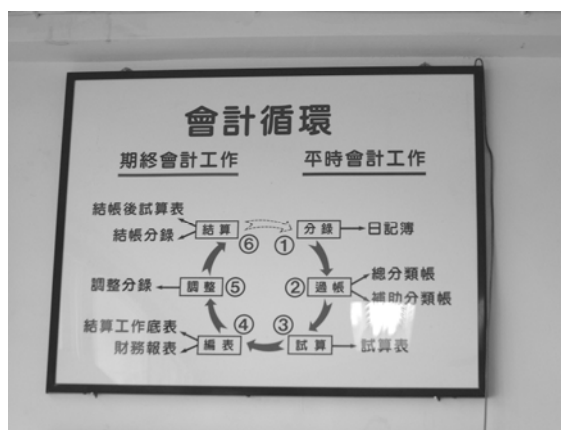 會計循環
期終會計工作
平時會計工作
結帳後試算表
結帳分錄
結算
⑥
①
分錄
日記簿
調整分錄
調整
⑤
②
過帳
總分類帳
補助分類帳
結算工作底表
財務報表
編表
④
③
試算
試算表